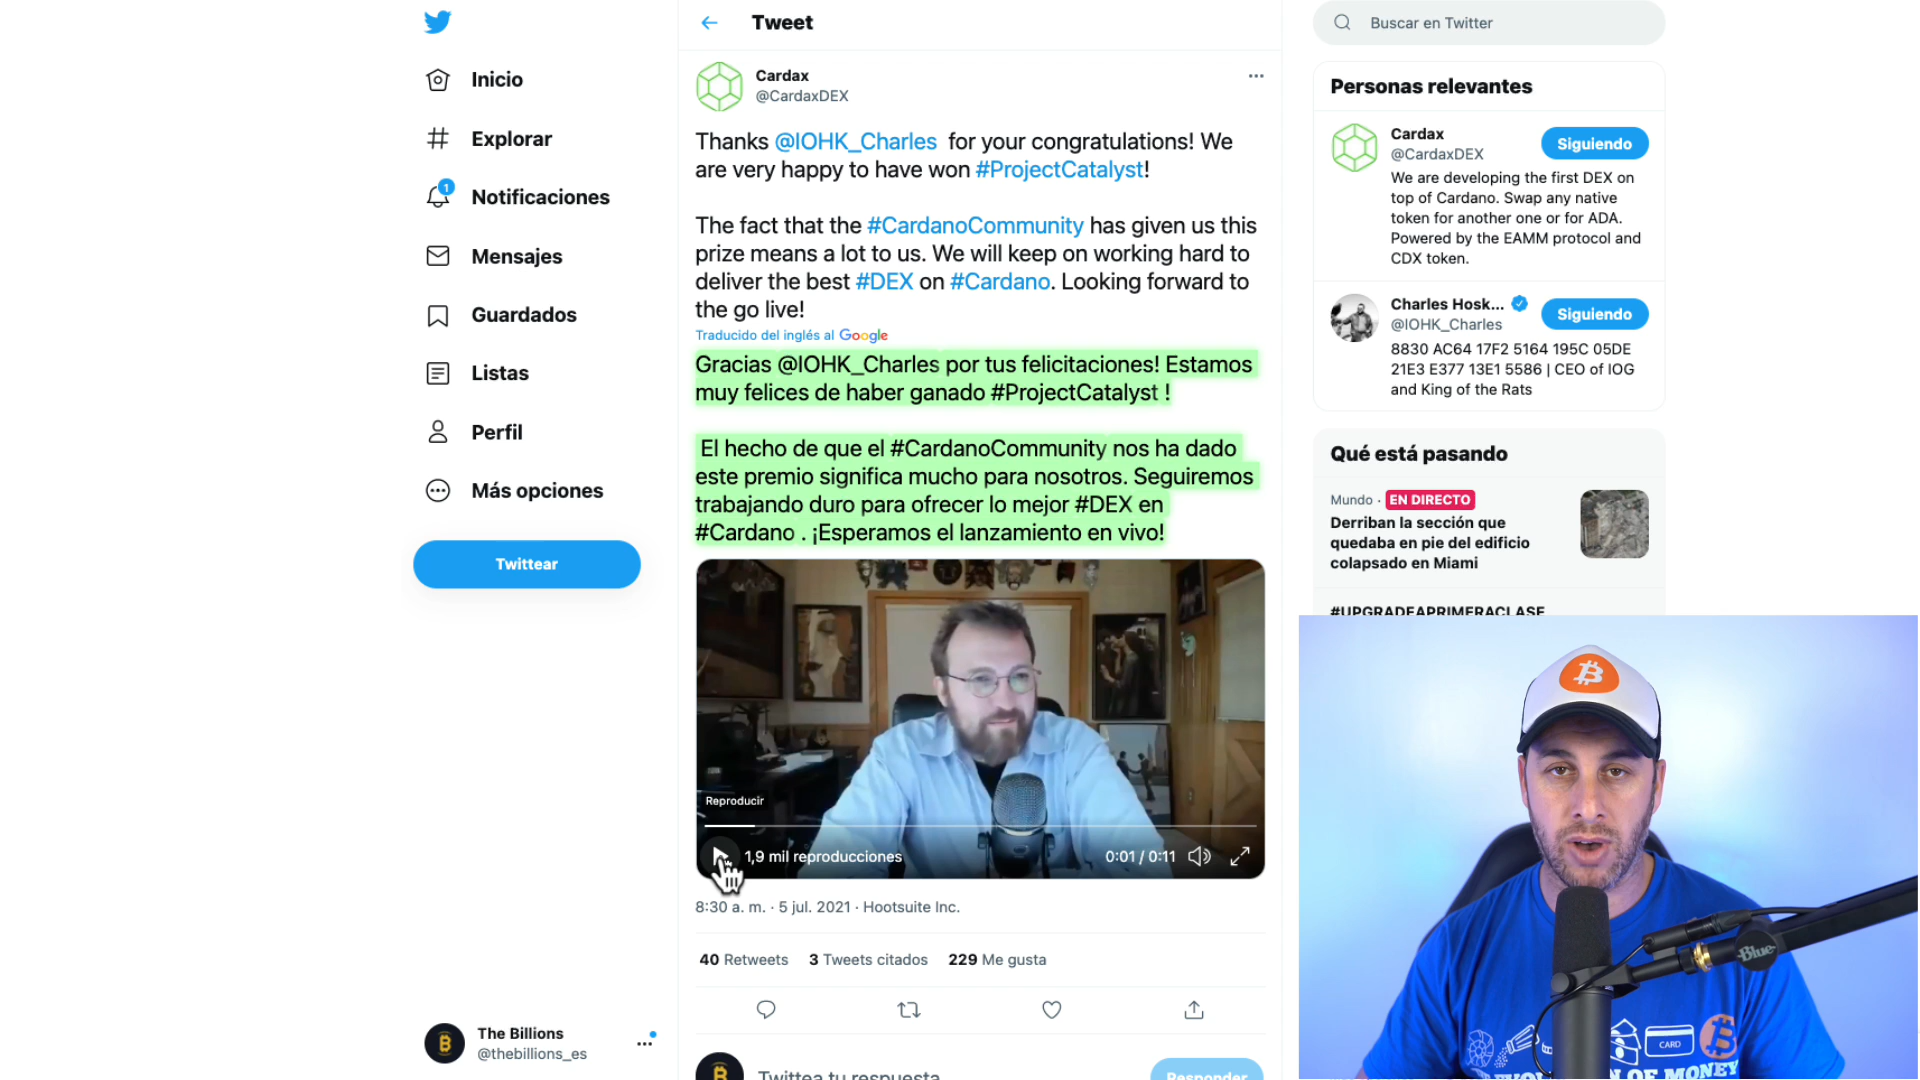 Inicio
Explorar
1
Notificaciones
Mensajes
Guardados
Listas
Perfil
Más opciones
Twittear
The Billions
@thebillions_es
Tweet
Cardax
@CardaxDEX
Thanks @IOHK_Charles for your congratulations! We
are very happy to have won #ProjectCatalyst!
The fact that the #CardanoCommunity has given us this
prize means a lot to us. We will keep on working hard to
deliver the best #DEX on #Cardano. Looking forward to
the go live!
Traducido del inglés al Google
Gracias @IOHK_Charles por tus felicitaciones! Estamos
muy felices de haber ganado #ProjectCatalyst !
El hecho de que el #CardanoCommunity nos ha dado
este premio significa mucho para nosotros. Seguiremos
trabajando duro para ofrecer lo mejor #DEX en
#Cardano . ¡Esperamos el lanzamiento en vivo!
Reproducir
1,9 mil reproducciones
0:01 / 0:11
8:30 a. m. · 5 jul. 2021 · Hootsuite Inc.
40 Retweets 3 Tweets citados 229 Me gusta
Twittea tu respuesta
Responder
Buscar en Twitter
Personas relevantes
Cardax
@CardaxDEX
Siguiendo
We are developing the first DEX on
top of Cardano. Swap any native
token for another one or for ADA.
Powered by the EAMM protocol and
CDX token.
Charles Hosk...
@IOHK_Charles
Siguiendo
8830 AC64 17F2 5164 195C 05DE
21E3 E377 13E1 5586 | CEO of IOG
and King of the Rats
Qué está pasando
Mundo · EN DIRECTO
Derriban la sección que
quedaba en pie del edificio
colapsado en Miami
#UPGRADEAPRIMERACLASE
Blue
CARD
OF MONEY